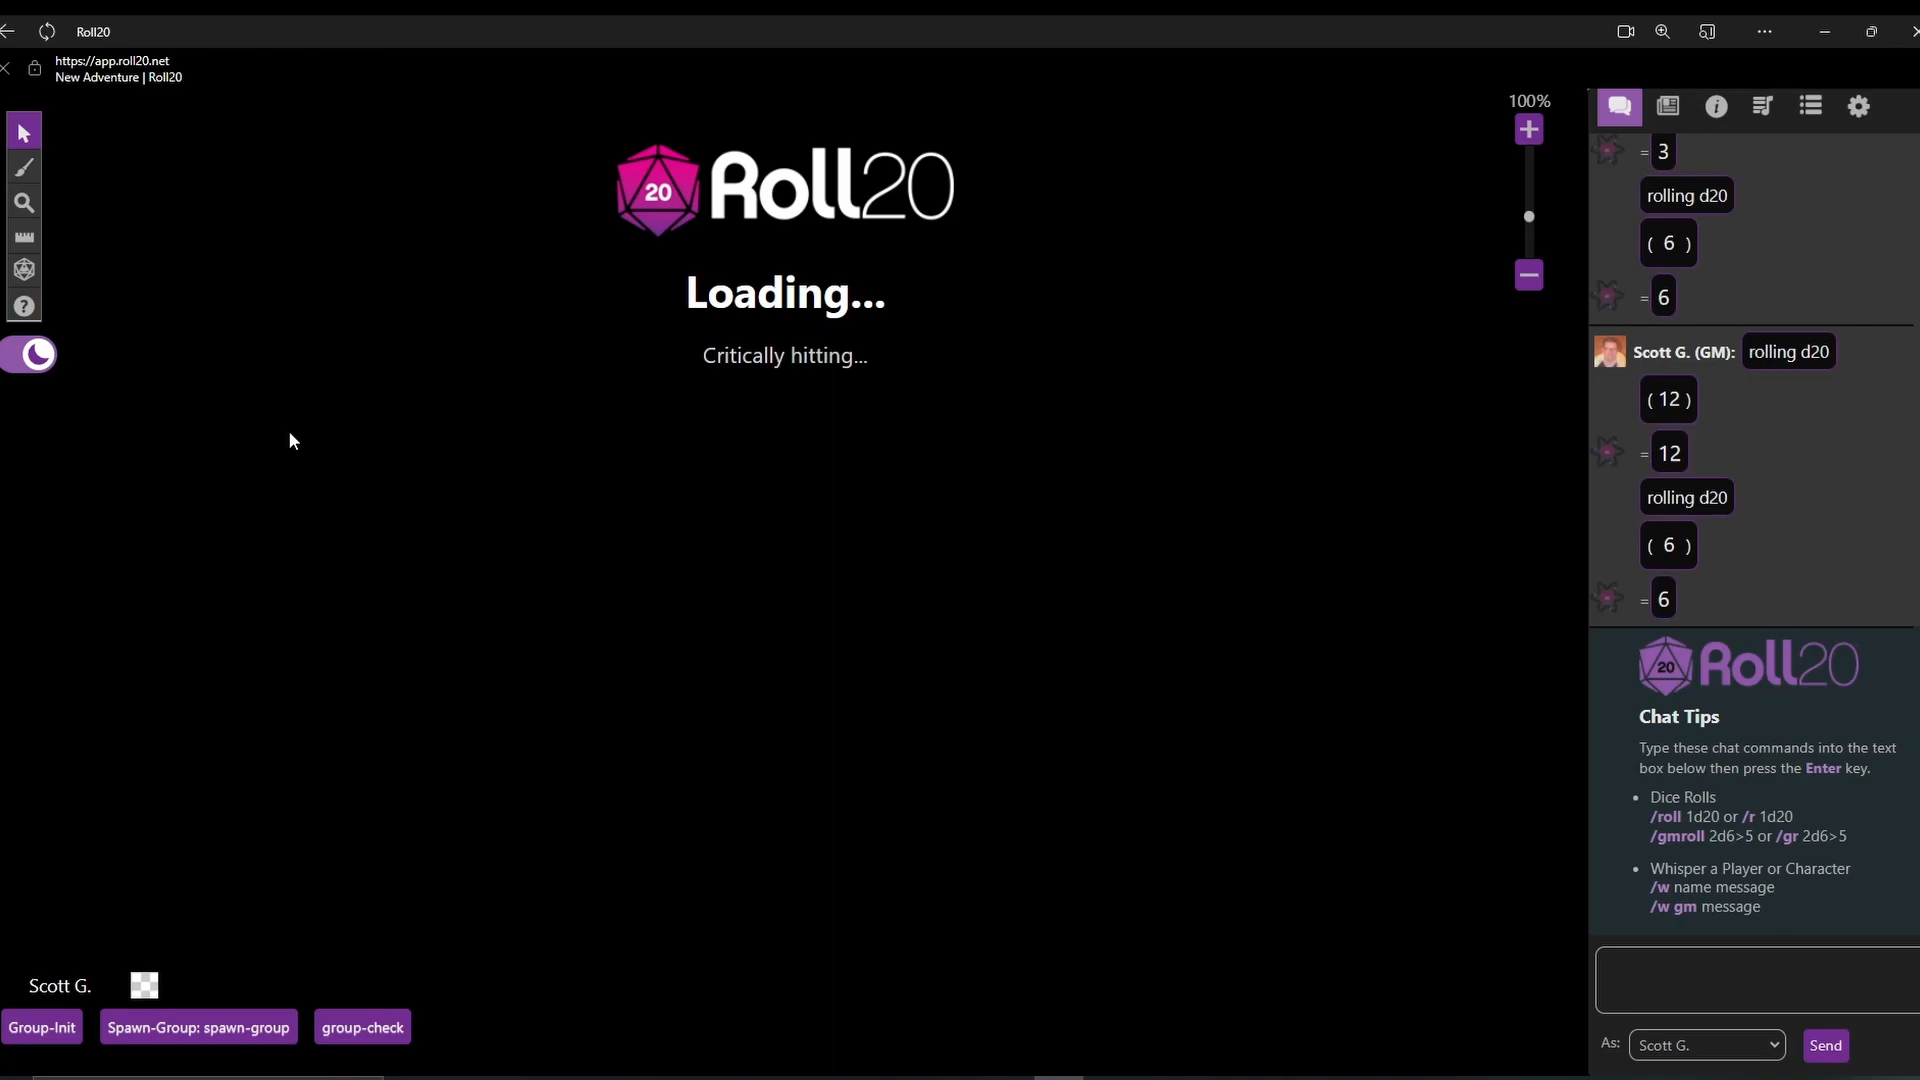 Roll20
https://app.roll20.net
New Adventure | Roll20
100%
20 Roll20
Loading...
Critically hitting...
= 3
rolling d20
( 6 )
= 6
Scott G. (GM): rolling d20
( 12 )
= 12
rolling d20
( 6 )
= 6
20 Roll20
Chat Tips
Type these chat commands into the text
box below then press the Enter key.
• Dice Rolls
/roll 1d20 or /r 1d20
/gmroll 2d6>5 or /gr 2d6>5
• Whisper a Player or Character
/w name message
/w gm message
Scott G.
Group-Init Spawn-Group: spawn-group group-check
As: Scott G. Send